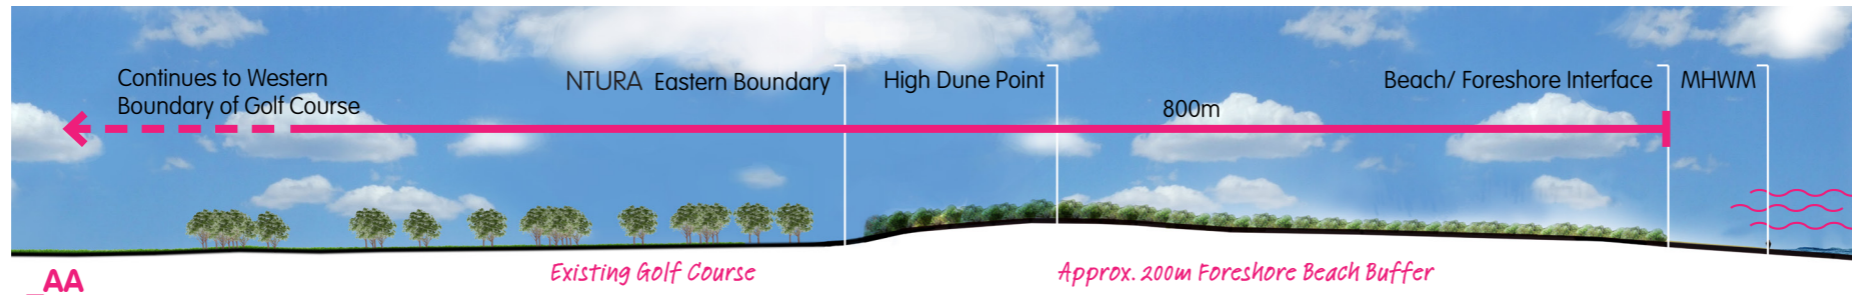 Continues to Western
Boundary of Golf Course
NTURA Eastern Boundary
High Dune Point
800m
Beach/ Foreshore Interface
MHWM
_AA
Existing Golf Course
Approx. 200m Foreshore Beach Buffer